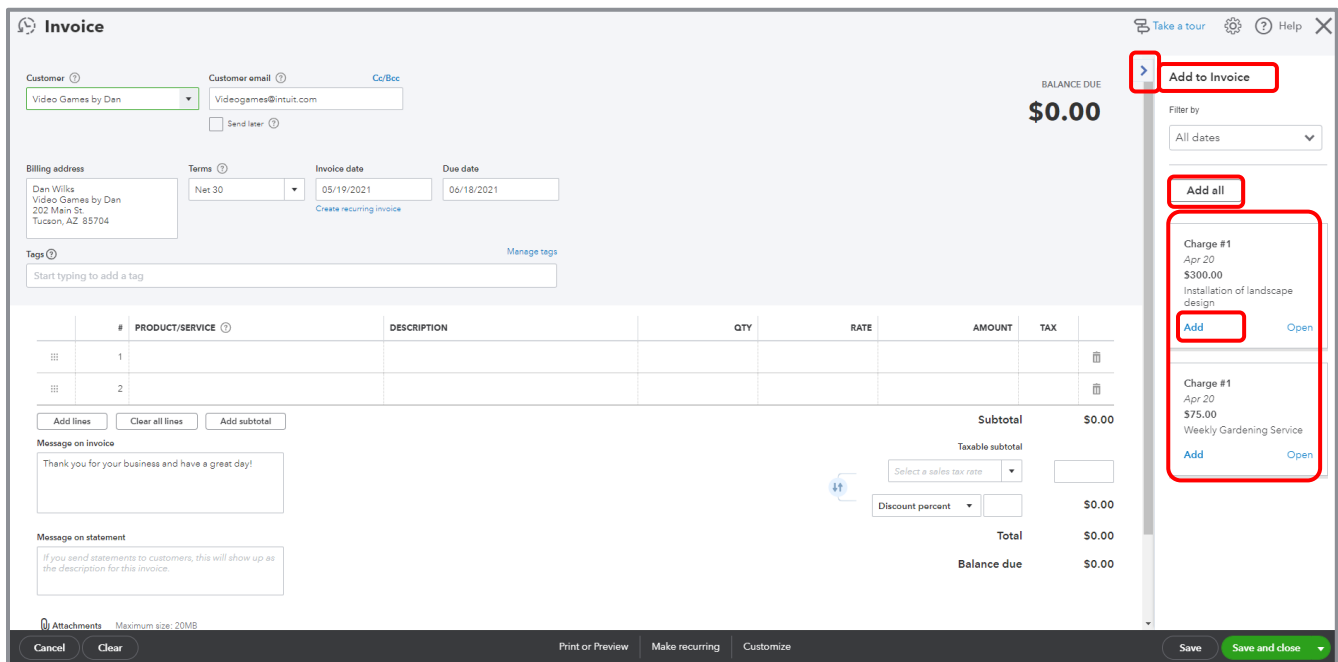 Invoice
Take a tour
Help
Customer
Customer email
Cc/Bcc
Video Games by Dan
Videogames@intuit.com
Send later
BALANCE DUE
$0.00
Billing address
Terms
Invoice date
Due date
Dan Wilks
Video Games by Dan
202 Main St.
Tucson, AZ 85704
Net 30
05/19/2021
06/18/2021
Create recurring invoice
Tags
Manage tags
Start typing to add a tag
# PRODUCT/SERVICE DESCRIPTION QTY RATE AMOUNT TAX
1
2
Add lines
Clear all lines
Add subtotal
Subtotal $0.00
Message on invoice
Thank you for your business and have a great day!
Taxable subtotal
Select a sales tax rate
Discount percent
$0.00
Message on statement
If you send statements to customers, this will show up as
the description for this invoice.
Total $0.00
Balance due $0.00
Attachments Maximum size: 20MB
Add to Invoice
Filter by
All dates
Add all
Charge #1
Apr 20
$300.00
Installation of landscape
design
Add Open
Charge #1
Apr 20
$75.00
Weekly Gardening Service
Add Open
Cancel
Clear
Print or Preview
Make recurring
Customize
Save
Save and close